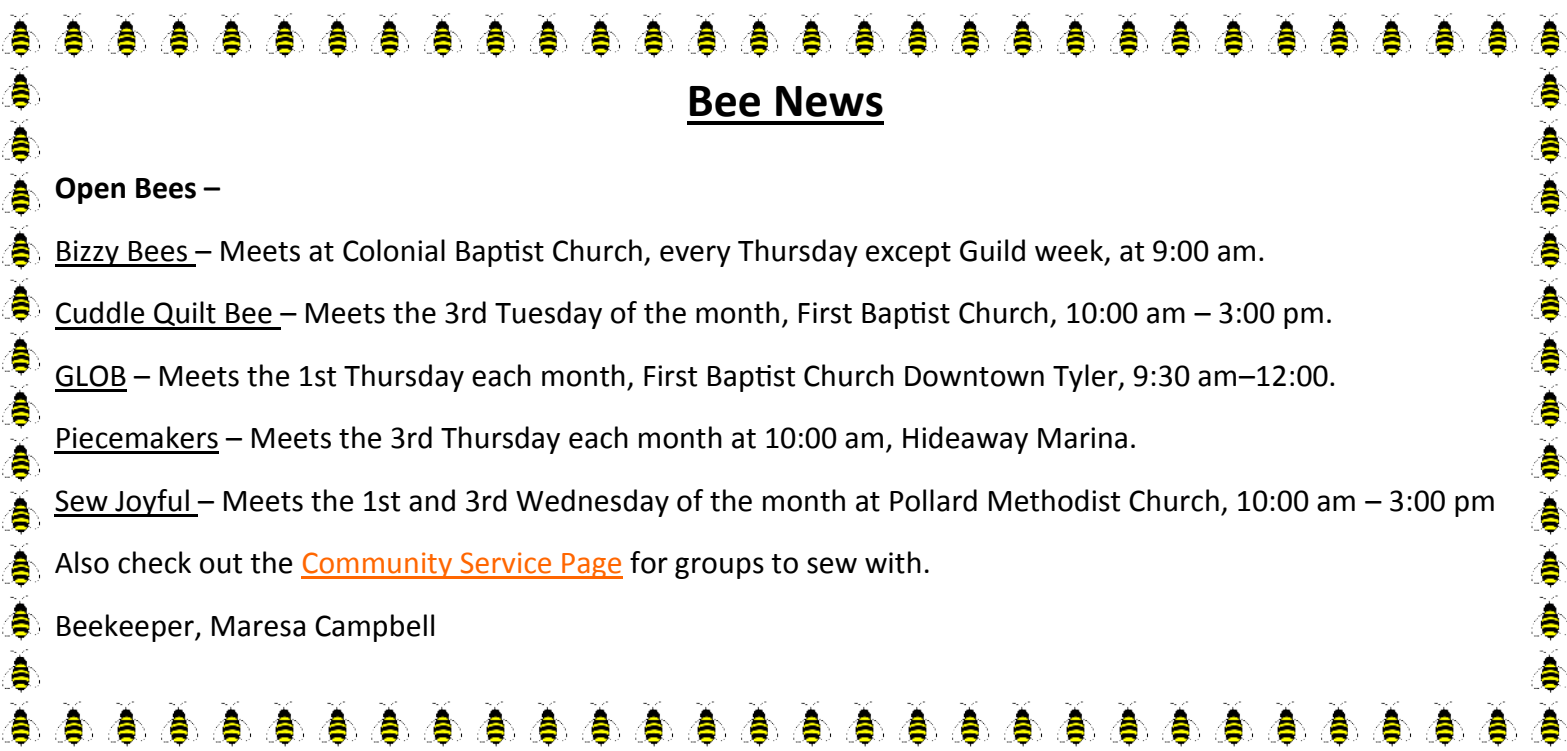 Bee News
Open Bees –
Bizzy Bees – Meets at Colonial Baptist Church, every Thursday except Guild week, at 9:00 am.
Cuddle Quilt Bee – Meets the 3rd Tuesday of the month, First Baptist Church, 10:00 am – 3:00 pm.
GLOB – Meets the 1st Thursday each month, First Baptist Church Downtown Tyler, 9:30 am–12:00.
Piecemakers – Meets the 3rd Thursday each month at 10:00 am, Hideaway Marina.
Sew Joyful – Meets the 1st and 3rd Wednesday of the month at Pollard Methodist Church, 10:00 am – 3:00 pm
Also check out the Community Service Page for groups to sew with.
Beekeeper, Maresa Campbell